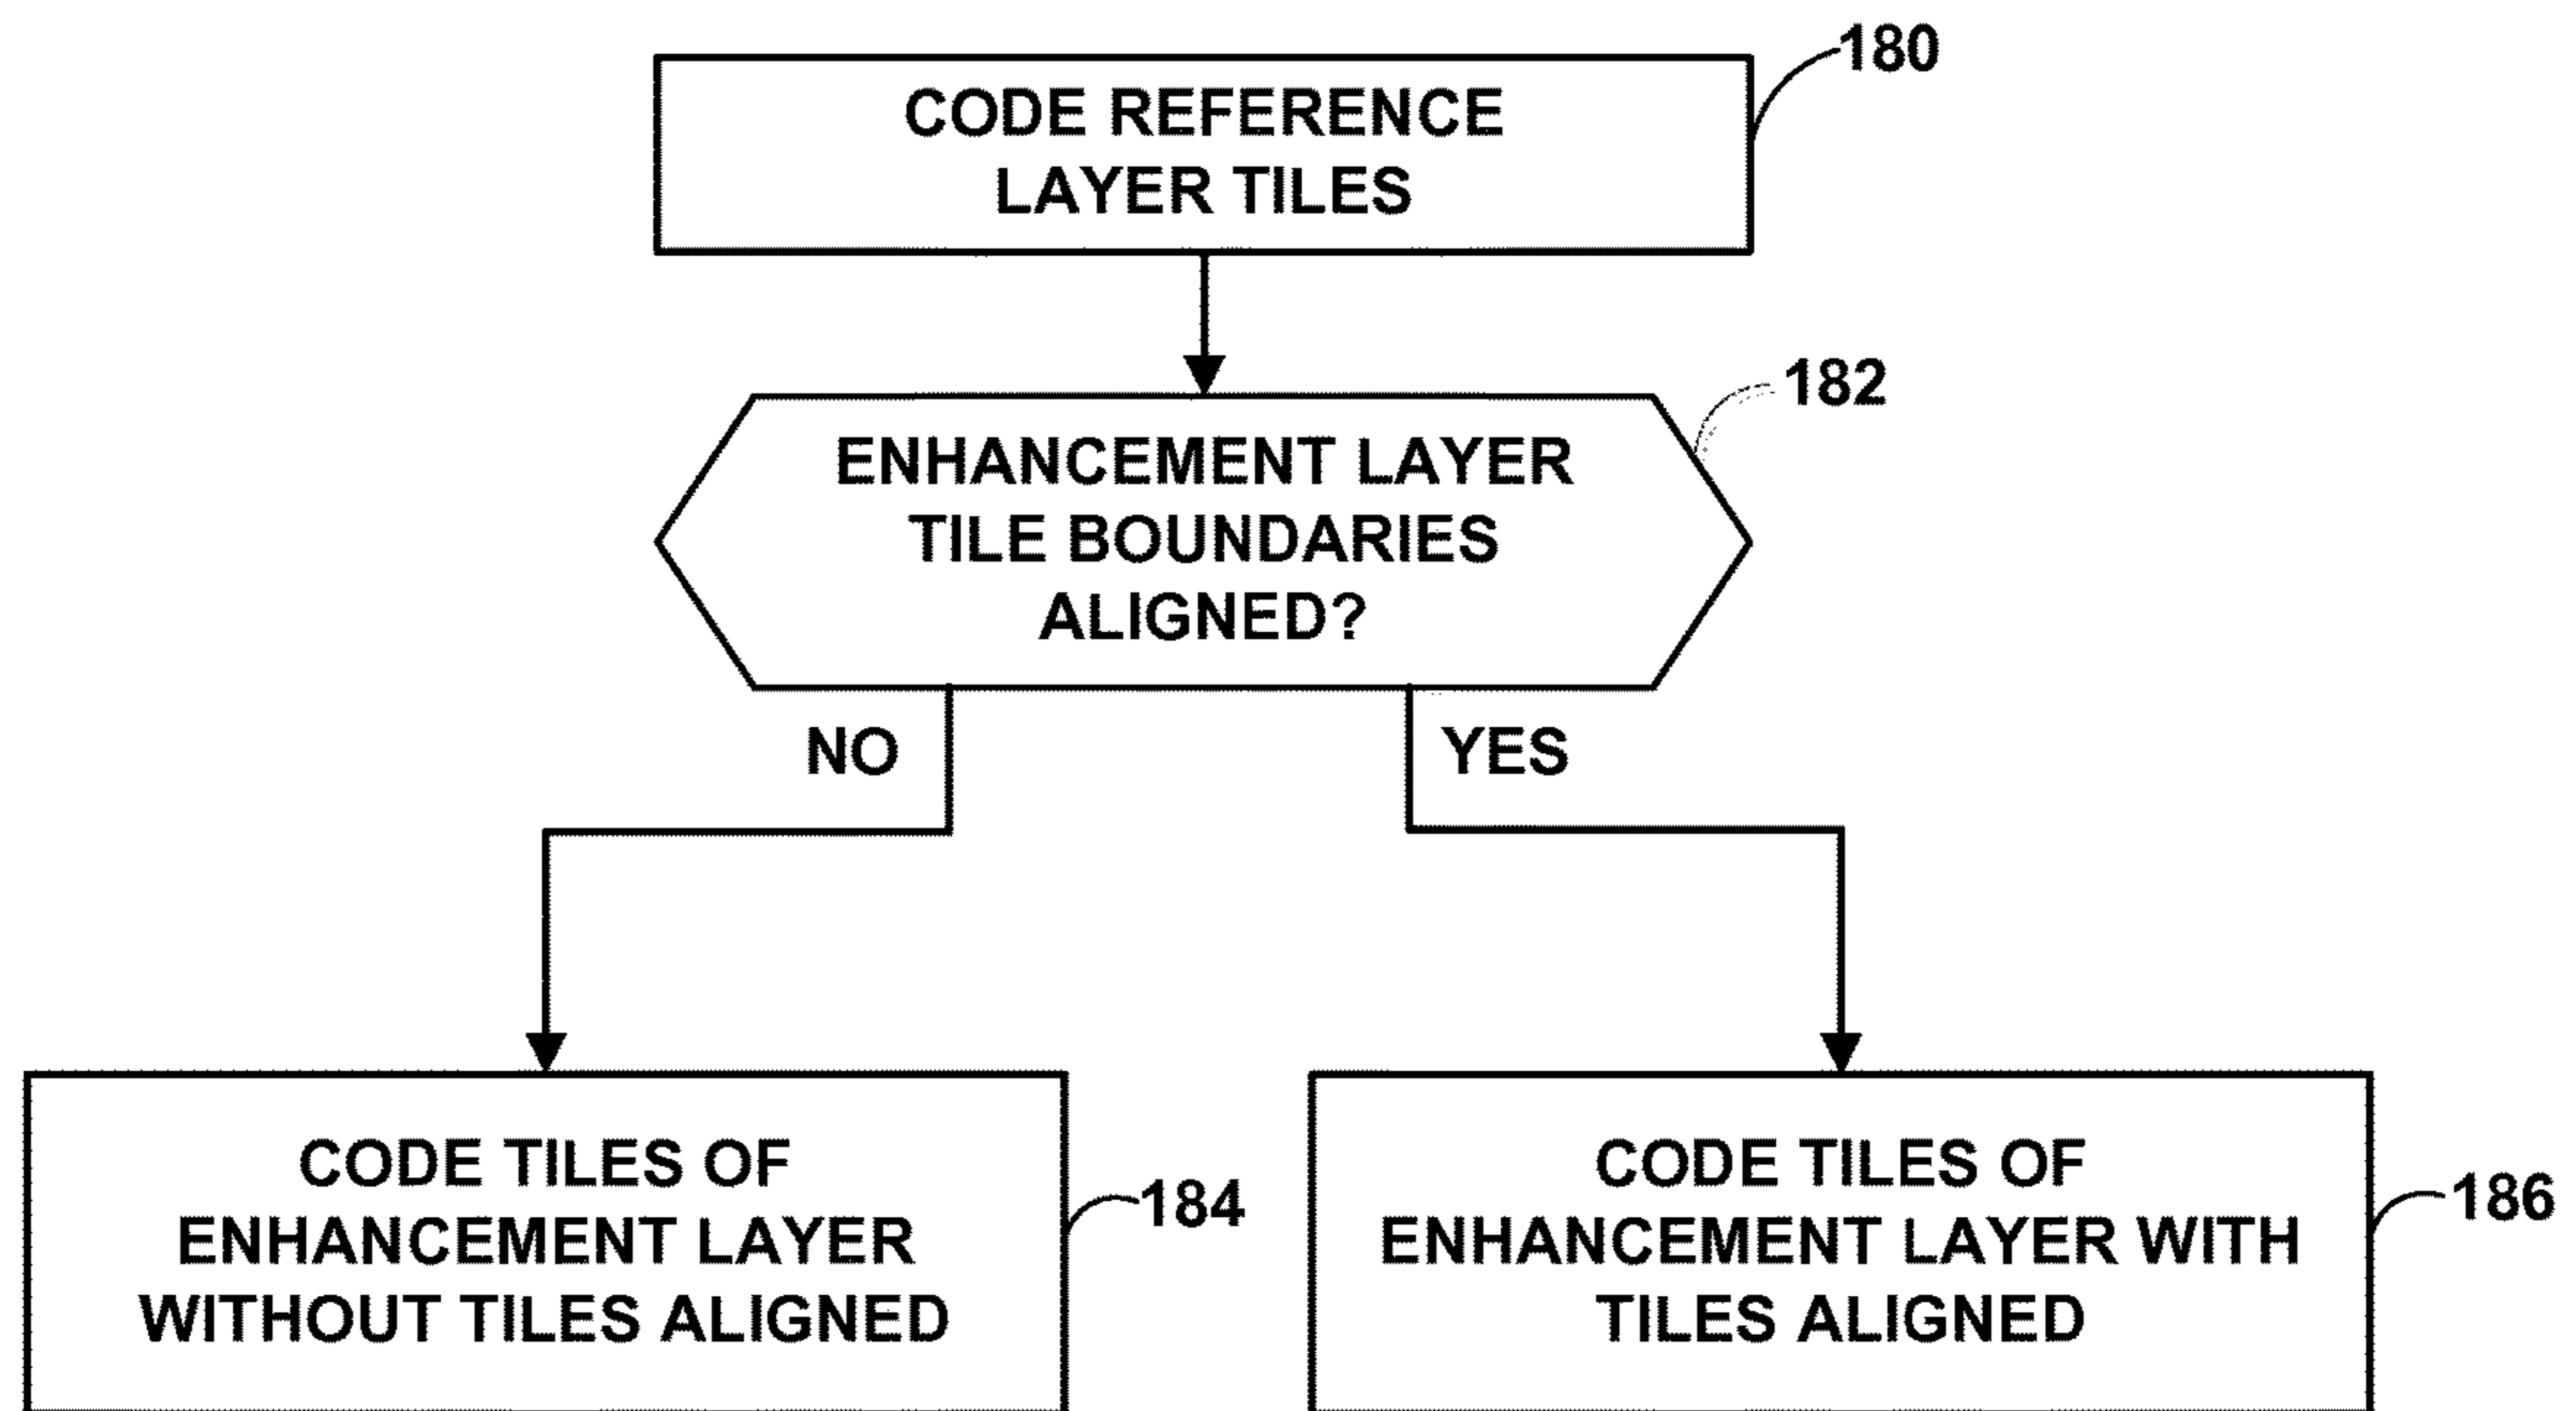 180
CODE REFERENCE
LAYER TILES
182
ENHANCEMENT LAYER
TILE BOUNDARIES
ALIGNED?
NO
YES
CODE TILES OF
ENHANCEMENT LAYER
WITHOUT TILES ALIGNED
184
CODE TILES OF
ENHANCEMENT LAYER WITH
TILES ALIGNED
186